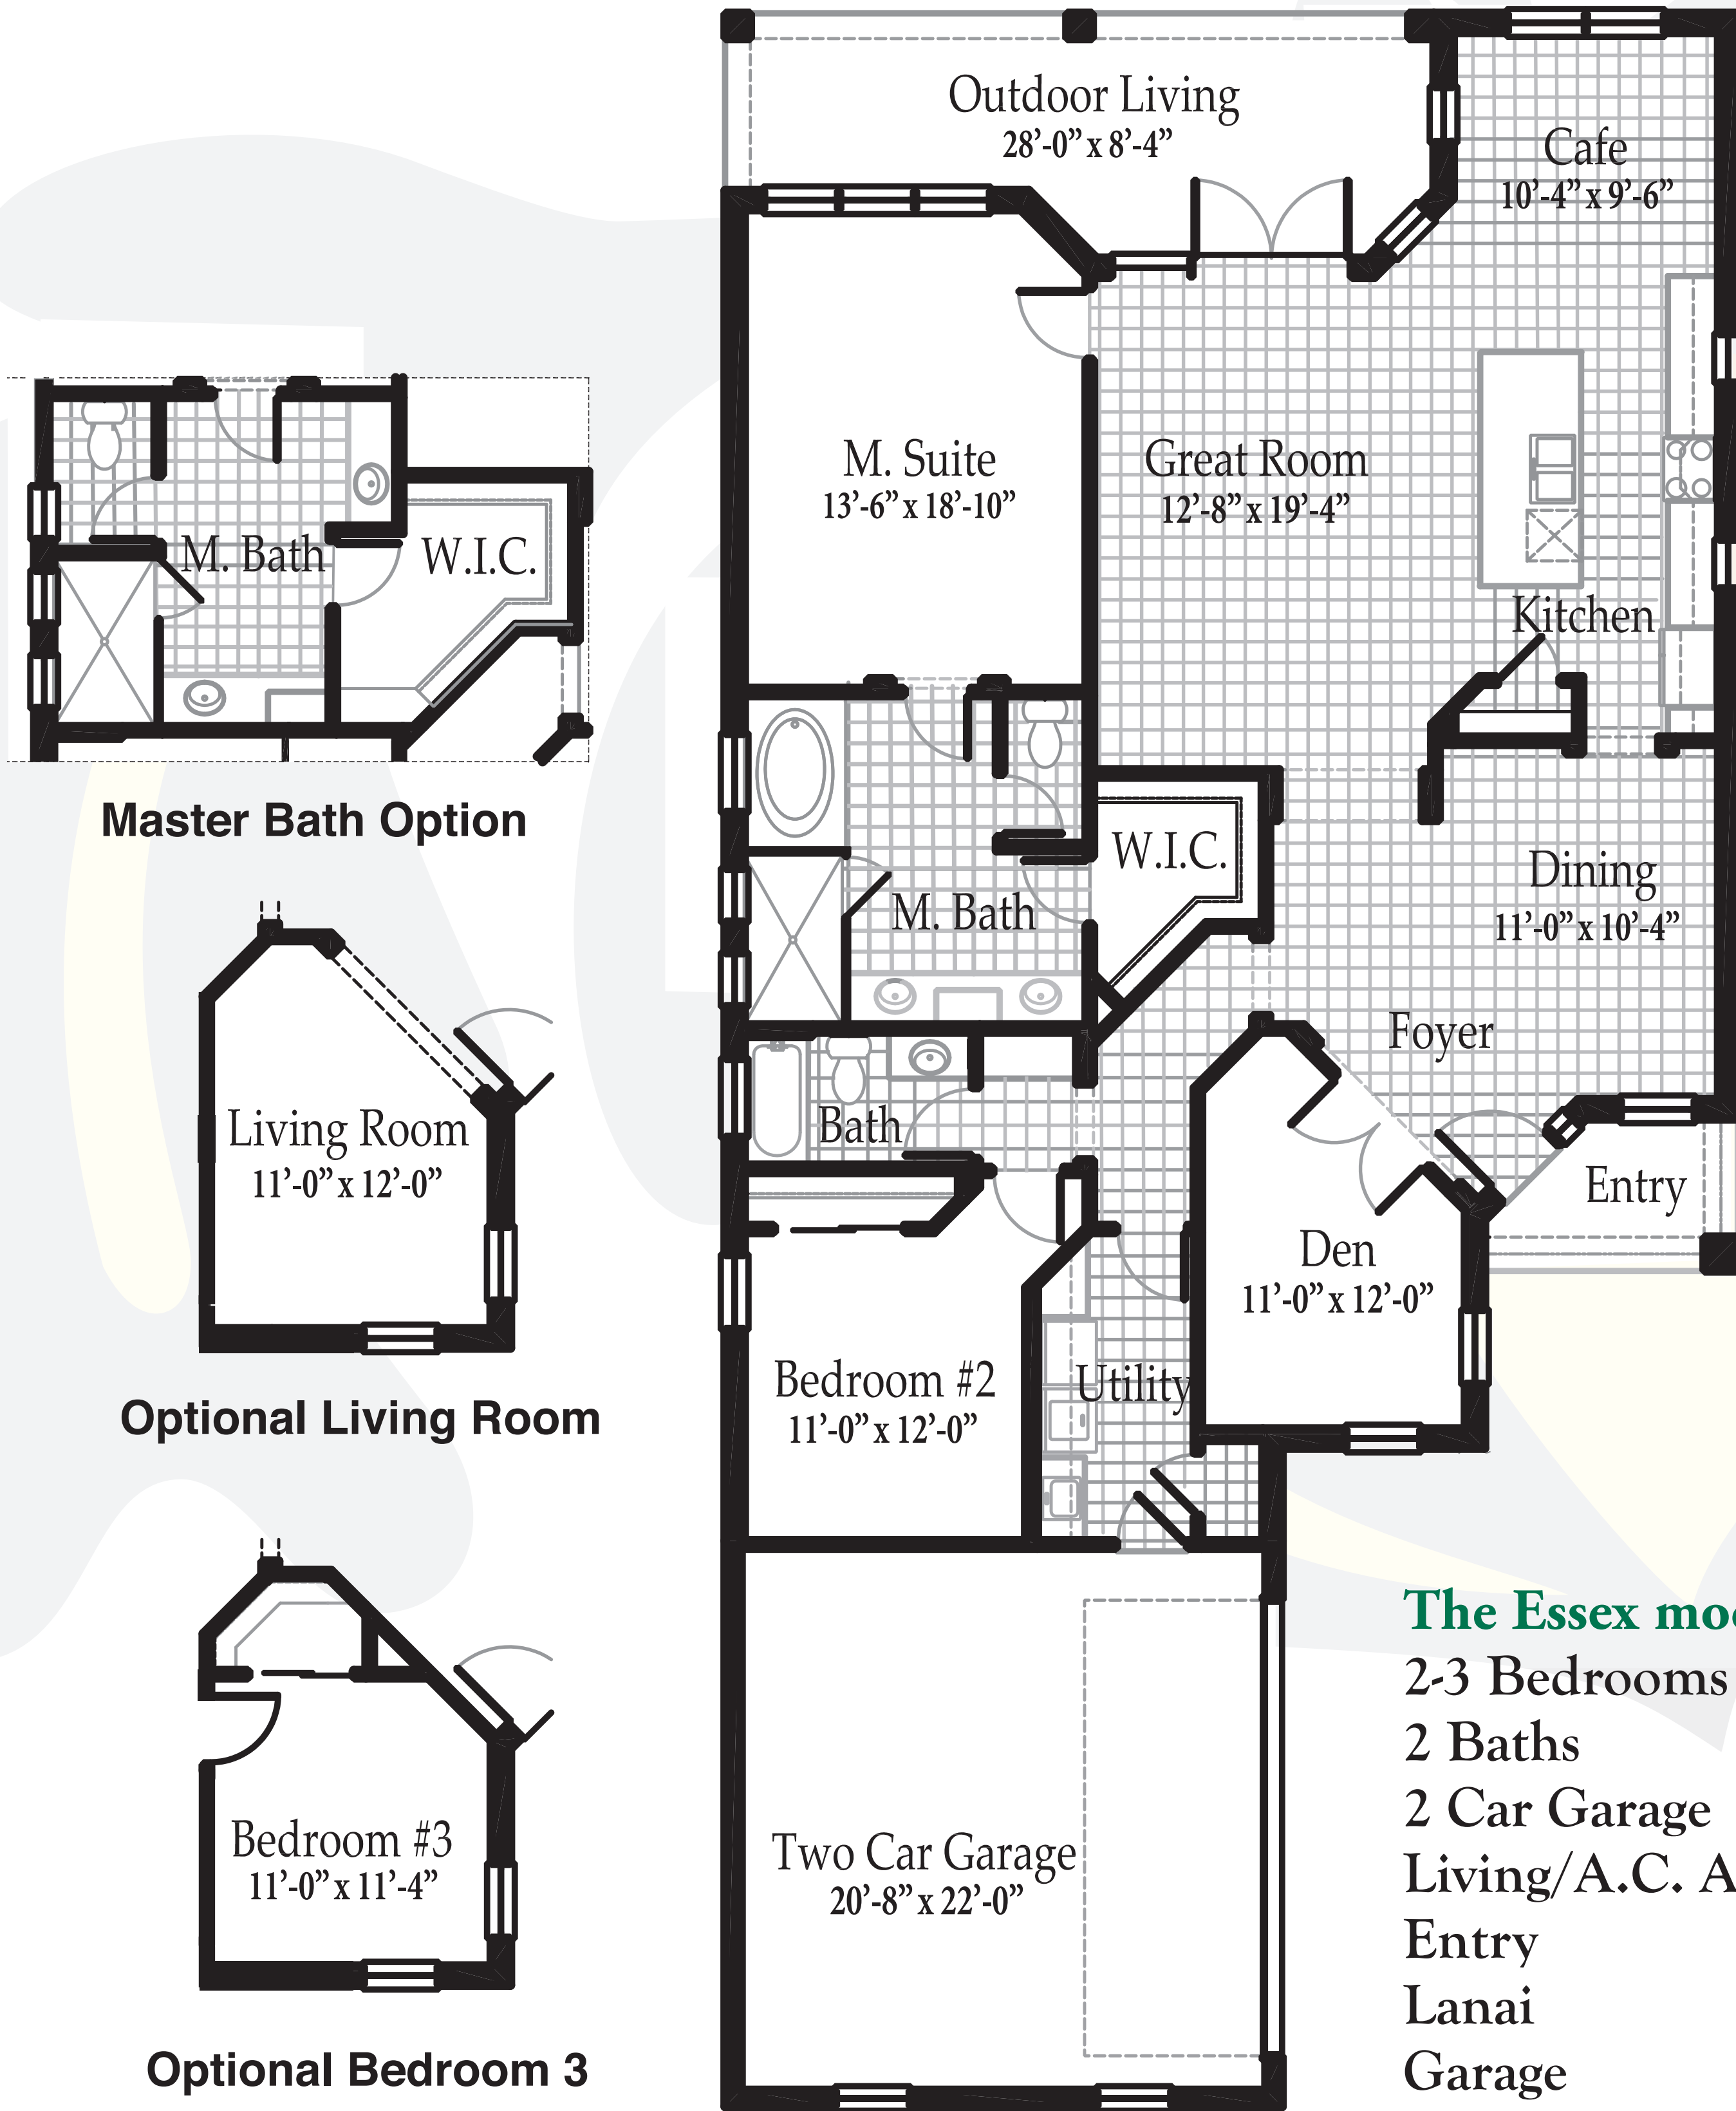 Outdoor Living
28’-0” x 8’-4”
Cafe
10’-4” x 9’-6”
M. Suite
13’-6” x 18’-10”
Great Room
12’-8” x 19’-4”
Kitchen
M. Bath
W.I.C.
Master Bath Option
W.I.C.
Dining
11’-0” x 10’-4”
M. Bath
Foyer
Living Room
11’-0” x 12’-0”
Bath
Entry
Den
11’-0” x 12’-0”
Optional Living Room
Bedroom #2
11’-0” x 12’-0”
Utility
Bedroom #3
11’-0” x 11’-4”
Optional Bedroom 3
Two Car Garage
20’-8” x 22’-0”
The Essex
2-3 Bedrooms
2 Baths
2 Car Garage
Living/A.C.
Entry
Lanai
Garage